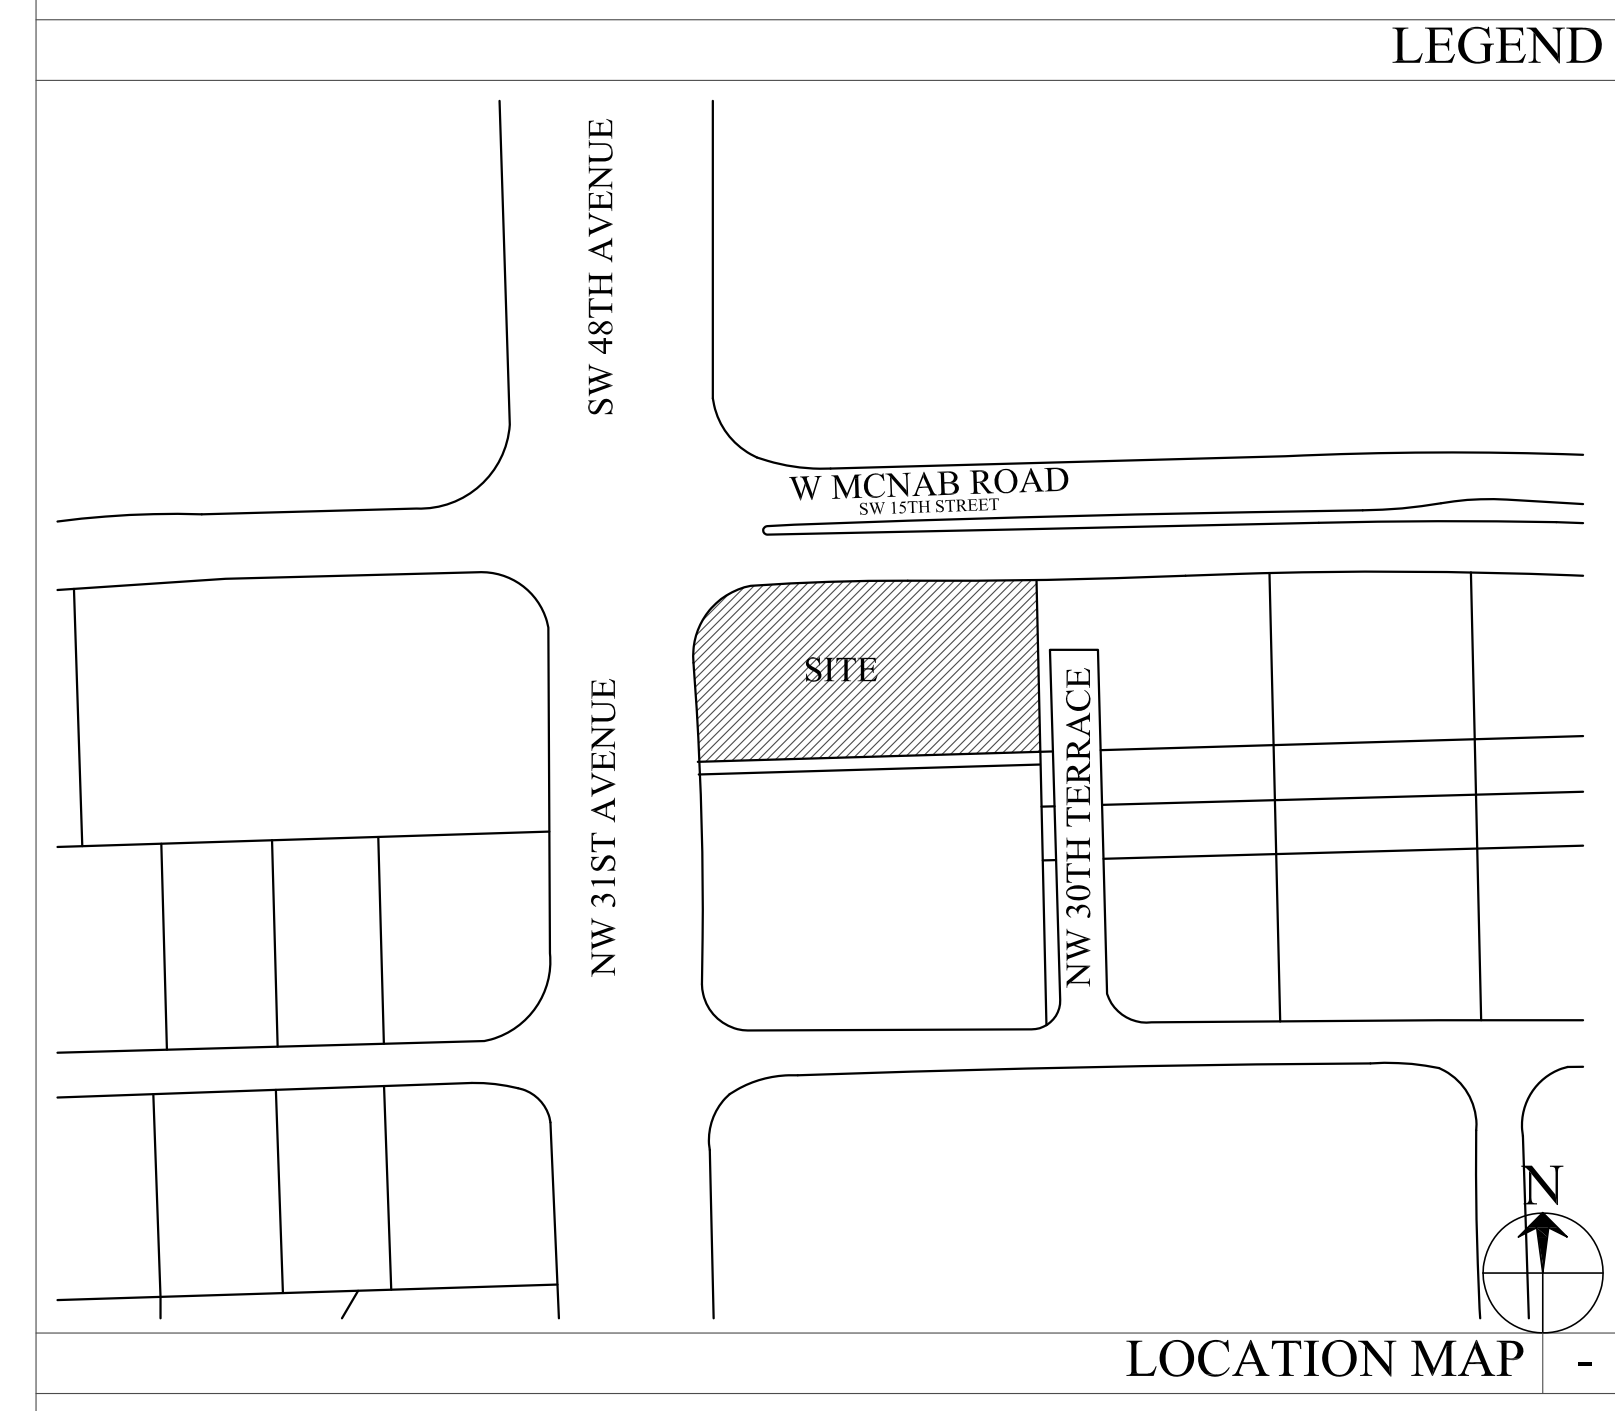 LEGEND
SW 48TH AVENUE
W MCNAB ROAD
SW 15TH STREET
SITE
NW 31ST AVENUE
NW 30TH TERRACE
N
LOCATION MAP -